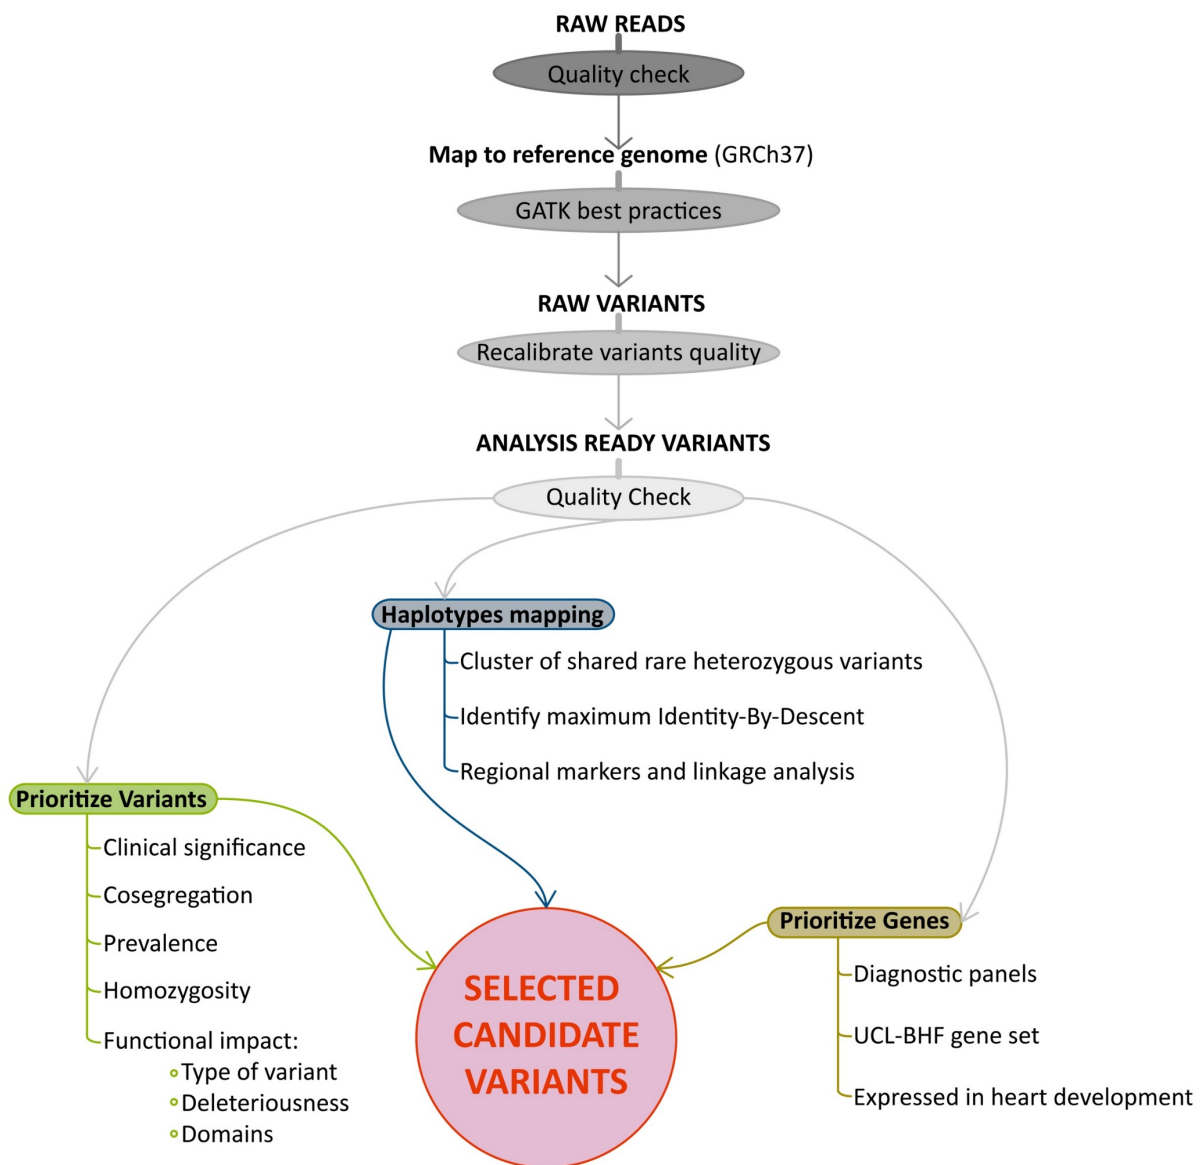 RAW READS
Quality check
Map to reference genome (GRCh37)
GATK best practices
RAW VARIANTS
Recalibrate variants quality
ANALYSIS READY VARIANTS
Quality Check
Haplotypes mapping
Cluster of shared rare heterozygous variants
Identify maximum Identity-By-Descent
Regional markers and linkage analysis
Prioritize Variants
Clinical significance
Cosegregation
Prevalence
Homozygosity
Functional impact:
Type of variant
Deleteriousness
Domains
Prioritize Genes
Diagnostic panels
UCL-BHF gene set
Expressed in heart development
SELECTED
CANDIDATE
VARIANTS